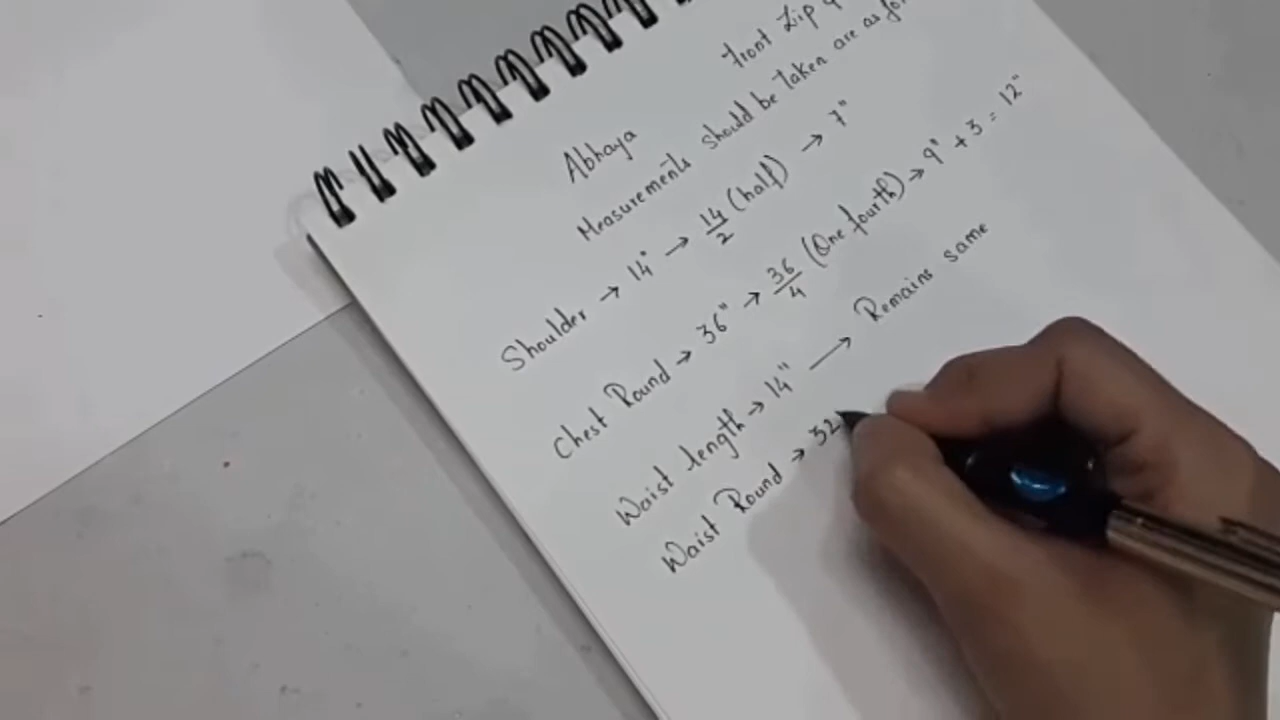 Front Zip
Abhaya
Measurements should be taken are as
Shoulder → 14" → 14/2 (half) → 7"
Chest Round → 36" → 36/4 (One fourth) → 9" + 3 = 12"
Waist length → 14" → Remains same
Waist Round → 32